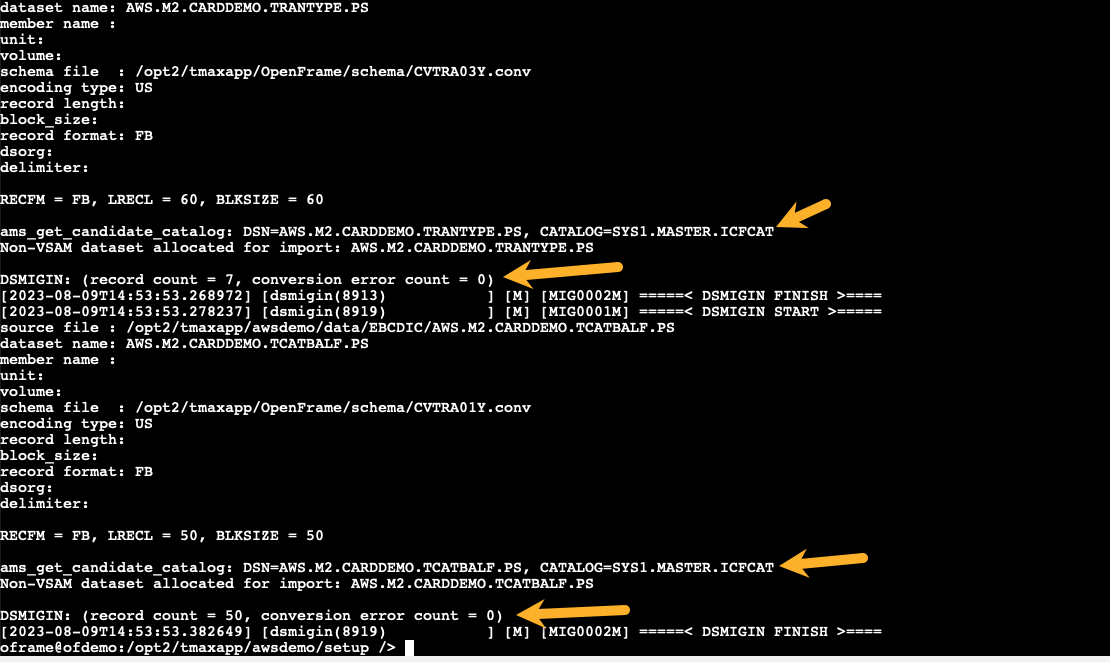 dataset name: AWS.M2.CARDDEMO.TRANTYPE.PS
member name :
unit:
volume:
schema file  : /opt2/tmaxapp/OpenFrame/schema/CVTRA03Y.conv
encoding type: US
record length:
block_size:
record format: FB
dsorg:
delimiter:

RECFM = FB, LRECL = 60, BLKSIZE = 60

ams_get_candidate_catalog: DSN=AWS.M2.CARDDEMO.TRANTYPE.PS, CATALOG=SYS1.MASTER.ICFCAT
Non-VSAM dataset allocated for import: AWS.M2.CARDDEMO.TRANTYPE.PS

DSMIGIN: (record count = 7, conversion error count = 0)
[2023-08-09T14:53:53.268972] [dsmigin(8913)           ] [M] [MIG0002M] =====< DSMIGIN FINISH >====
[2023-08-09T14:53:53.278237] [dsmigin(8919)           ] [M] [MIG0001M] =====< DSMIGIN START >=====
source file : /opt2/tmaxapp/awsdemo/data/EBCDIC/AWS.M2.CARDDEMO.TCATBALF.PS
dataset name: AWS.M2.CARDDEMO.TCATBALF.PS
member name :
unit:
volume:
schema file  : /opt2/tmaxapp/OpenFrame/schema/CVTRA01Y.conv
encoding type: US
record length:
block_size:
record format: FB
dsorg:
delimiter:

RECFM = FB, LRECL = 50, BLKSIZE = 50

ams_get_candidate_catalog: DSN=AWS.M2.CARDDEMO.TCATBALF.PS, CATALOG=SYS1.MASTER.ICFCAT
Non-VSAM dataset allocated for import: AWS.M2.CARDDEMO.TCATBALF.PS

DSMIGIN: (record count = 50, conversion error count = 0)
[2023-08-09T14:53:53.382649] [dsmigin(8919)           ] [M] [MIG0002M] =====< DSMIGIN FINISH >====
oframe@ofdemo:/opt2/tmaxapp/awsdemo/setup />